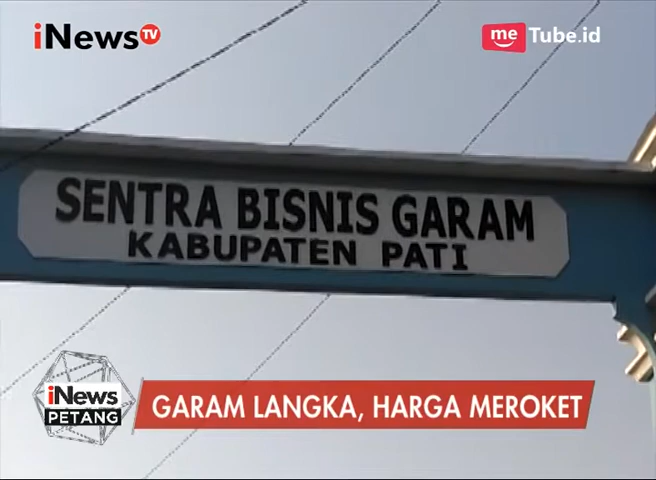 iNews TV
me Tube.id
SENTRA BISNIS GARAM
KABUPATEN PATI
iNews
PETANG
GARAM LANGKA, HARGA MEROKET